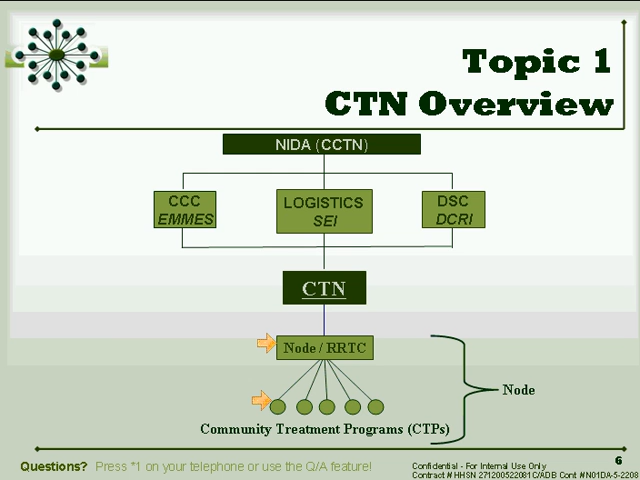 Topic 1
CTN Overview
NIDA (CCTN)
CCC
EMMES
LOGISTICS
SEI
DSC
DCRI
CTN
Node / RRTC
Node
Community Treatment Programs (CTPs)
6
Questions? Press *1 on your telephone or use the Q/A feature!
Confidential - For Internal Use Only
Contract # HHSN 271200522081C/ADB Cont #N01DA-5-2208